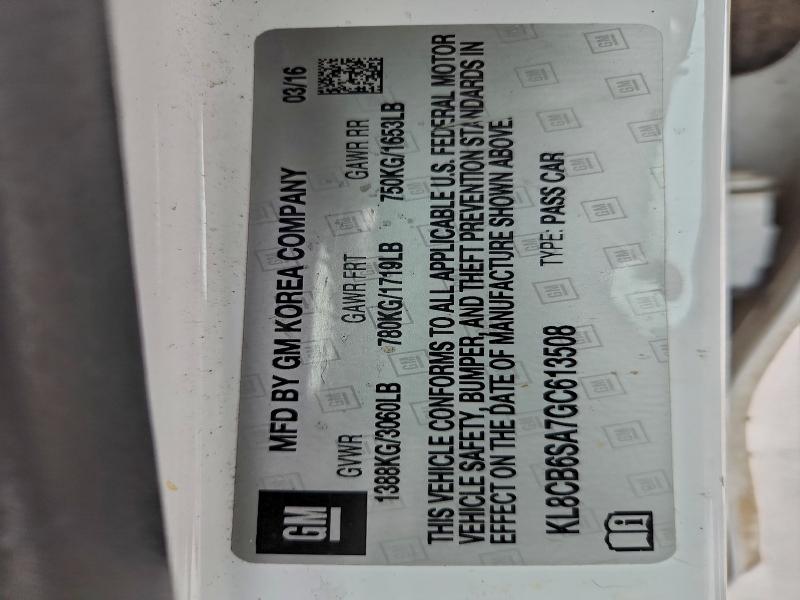 GM
MFD BY GM KOREA COMPANY 03/16
GVWR GAWR FRT GAWR RR
1388KG/3060LB 780KG/1719LB 750KG/1653LB
THIS VEHICLE CONFORMS TO ALL APPLICABLE U.S. FEDERAL MOTOR
VEHICLE SAFETY, BUMPER, AND THEFT PREVENTION STANDARDS IN
EFFECT ON THE DATE OF MANUFACTURE SHOWN ABOVE.
KL8CB6SA7GC613508 TYPE: PASS CAR